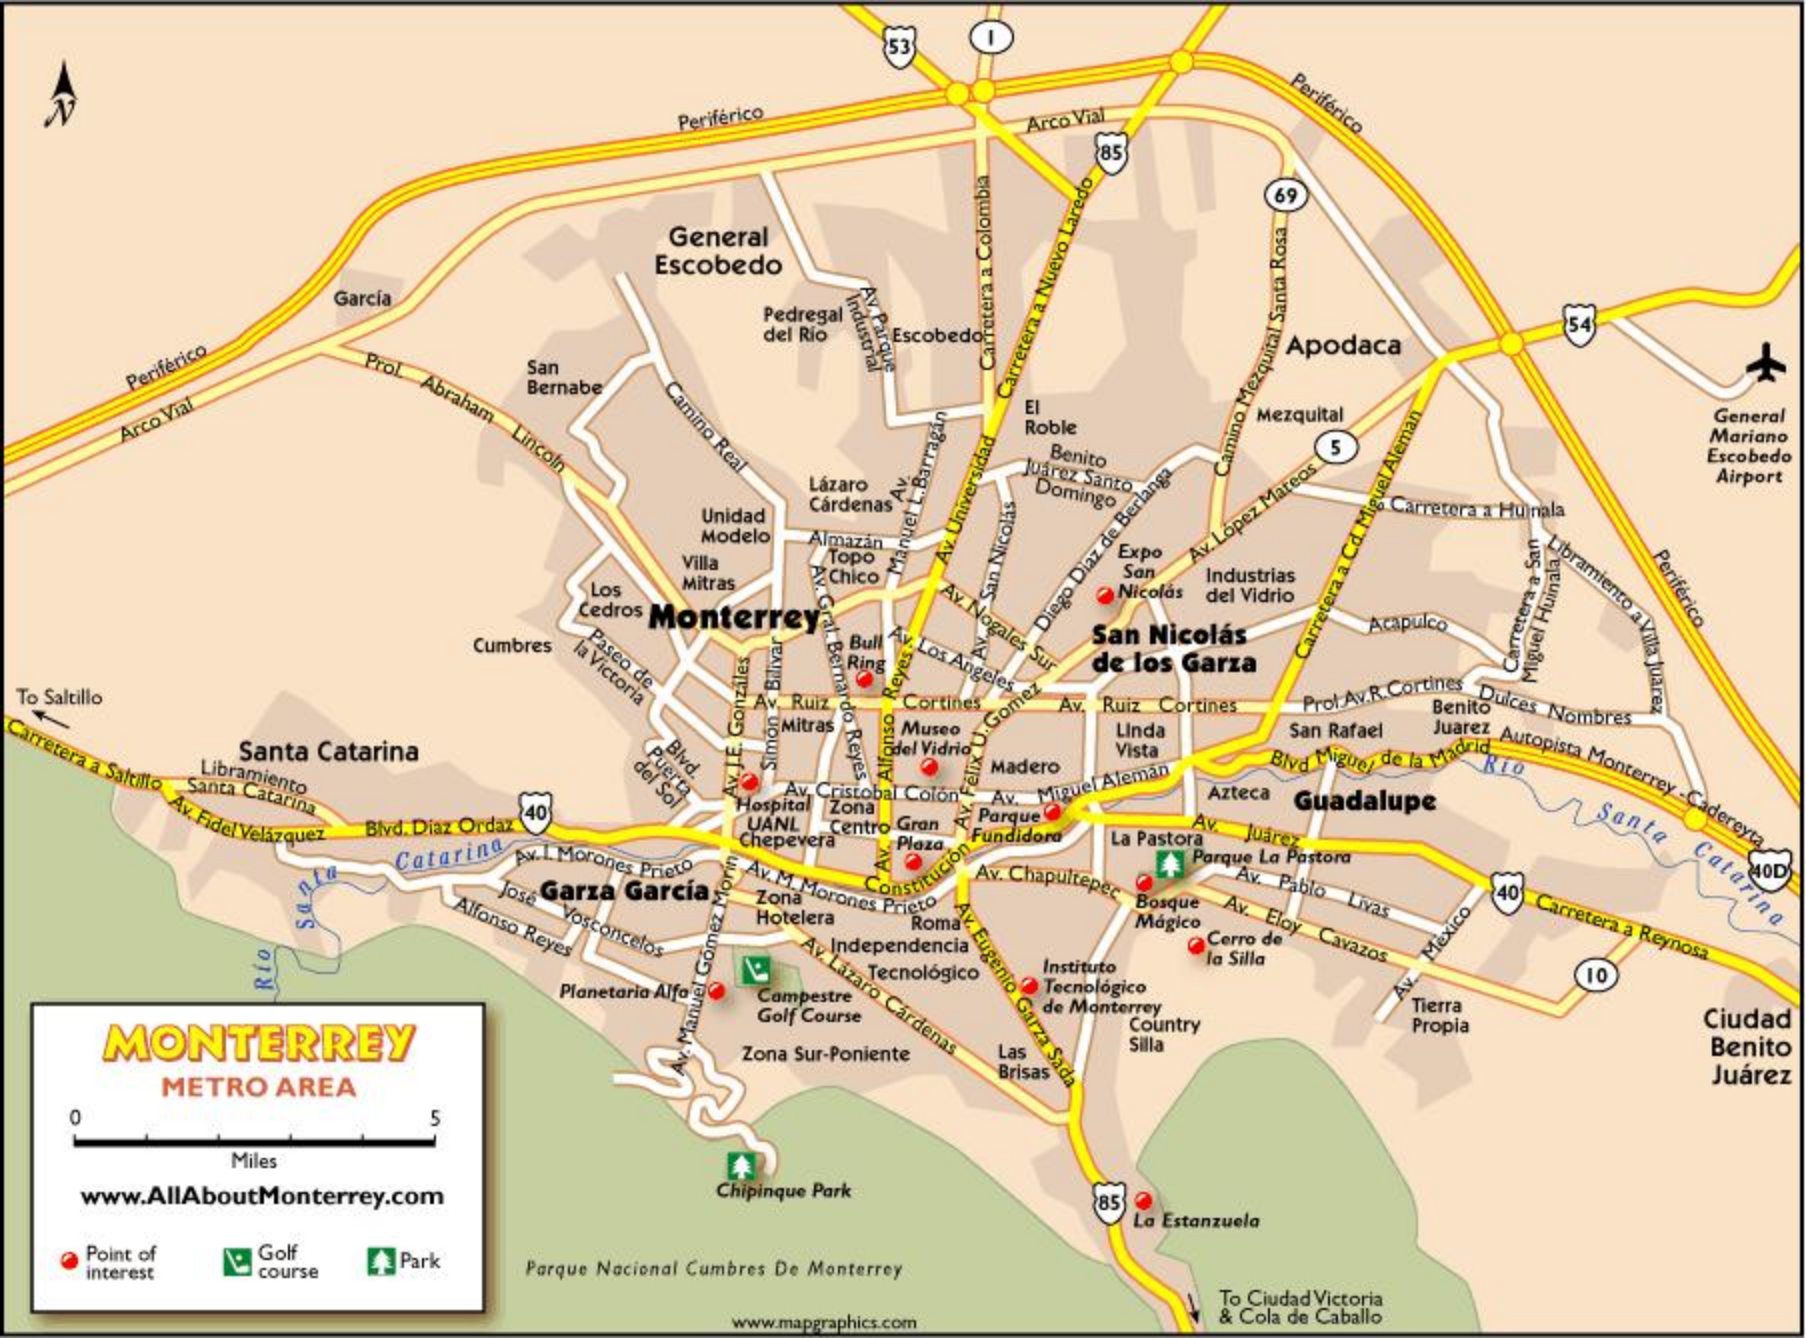 53
1
Periférico
Periférico
Arco Vial
85
69
N
General
Escobedo
Carretera a Colombia
Carretera a Nuevo Laredo
Camino Mezquital Santa Rosa
García
Pedregal
del Río
Av. Parque
Industrial
Escobedo
Apodaca
54
Periférico
Arco Vial
Prol. Abraham Lincoln
San
Bernabe
Camino Real
El
Roble
Mezquital
5
General
Mariano
Escobedo
Airport
Benito
Juárez Santo
Domingo
Lázaro
Cárdenas
Av.
Manuel L. Barragán
Av. Universidad
San Nicolás
Av.
Diego Diaz de Berlanga
Av. López Mateos
Carretera a Cd. Miguel Aleman
Carretera a Huinala
Unidad
Modelo
Almazán
Topo
Chico
Villa
Mitras
Expo
San
Nicolás
Industrias
del Vidrio
Carretera a San
Miguel Huinala
Libramiento a Villa Juarez
Periférico
Los
Cedros
Monterrey
Av. Gral. Bernardo Reyes
Av. Nogales Sur
San Nicolás
de los Garza
Acapulco
Cumbres
Paseo de
la Victoria
Bull
Ring
Av. Los Angeles
To Saltillo
Av. J.E. Gonzáles
Simón Bilivar
Av. Ruiz Cortines
Av. Ruiz Cortines
Prol. Av. R. Cortines
Dulces Nombres
Benito
Juarez
Mitras
Museo
del Vidrio
Av. Felix U. Gomez
Linda
Vista
San Rafael
Santa Catarina
Carretera a Saltillo
Libramiento
Santa Catarina
Blvd.
Puerta
del Sol
Av. Alfonso Reyes
Madero
Blvd Miguel de la Madrid
Autopista Monterrey - Cadereyta
Río Santa Catarina
Av. Cristobal Colón
Av. Miguel Alemán
Azteca
Guadalupe
Av. Fidel Velázquez
Blvd. Diaz Ordaz
40
Hospital
UANL
Chepevera
Zona
Centro
Gran
Plaza
Parque
Fundidora
La Pastora
Av. Juárez
Parque La Pastora
40D
Río Santa Catarina
Av. I. Morones Prieto
Av. M. Morones Prieto
Constitución
Av. Chapultepec
Av. Pablo Livas
40
Carretera a Reynosa
Garza García
José Vosconcelos
Alfonso Reyes
Av. Manuel Gómez Morin
Zona
Hotelera
Roma
Bosque
Mágico
Av. Eloy Cavazos
Av. México
Independencia
Tecnológico
Cerro de
la Silla
Planetaria Alfa
Campestre
Golf Course
Av. Lázaro Cárdenas
Av. Eugenio Garza Sada
Instituto
Tecnológico
de Monterrey
10
Tierra
Propia
Country
Silla
Ciudad
Benito
Juárez
Zona Sur-Poniente
Las
Brisas
MONTERREY
METRO AREA
0 5
Miles
www.AllAboutMonterrey.com
Point of
interest
Golf
course
Park
Chipinque Park
85
La Estanzuela
Parque Nacional Cumbres De Monterrey
www.mapgraphics.com
To Ciudad Victoria
& Cola de Caballo